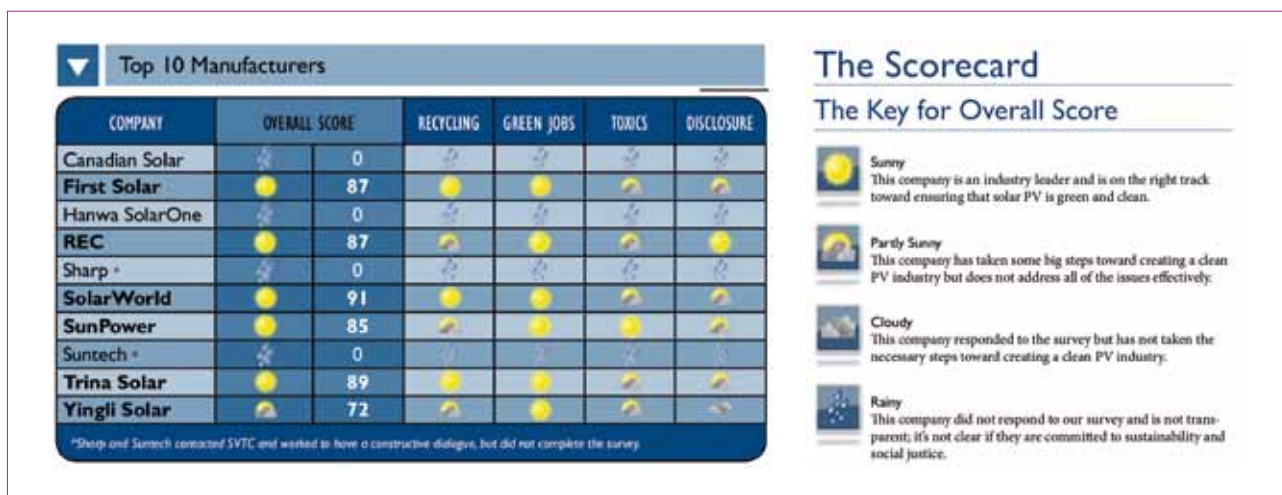 Top 10 Manufacturers
COMPANY OVERALL SCORE RECYCLING GREEN JOBS TOXICS DISCLOSURE
Canadian Solar 0
First Solar 87
Hanwa SolarOne 0
REC 87
Sharp * 0
SolarWorld 91
SunPower 85
Suntech * 0
Trina Solar 89
Yingli Solar 72
*Sharp and Suntech contacted SVTC and worked to have a constructive dialogue, but did not complete the survey.
The Scorecard
The Key for Overall Score
Sunny
This company is an industry leader and is on the right track
toward ensuring that solar PV is green and clean.
Partly Sunny
This company has taken some big steps toward creating a clean
PV industry but does not address all of the issues effectively.
Cloudy
This company responded to the survey but has not taken the
necessary steps toward creating a clean PV industry.
Rainy
This company did not respond to our survey and is not trans-
parent; it's not clear if they are committed to sustainability and
social justice.